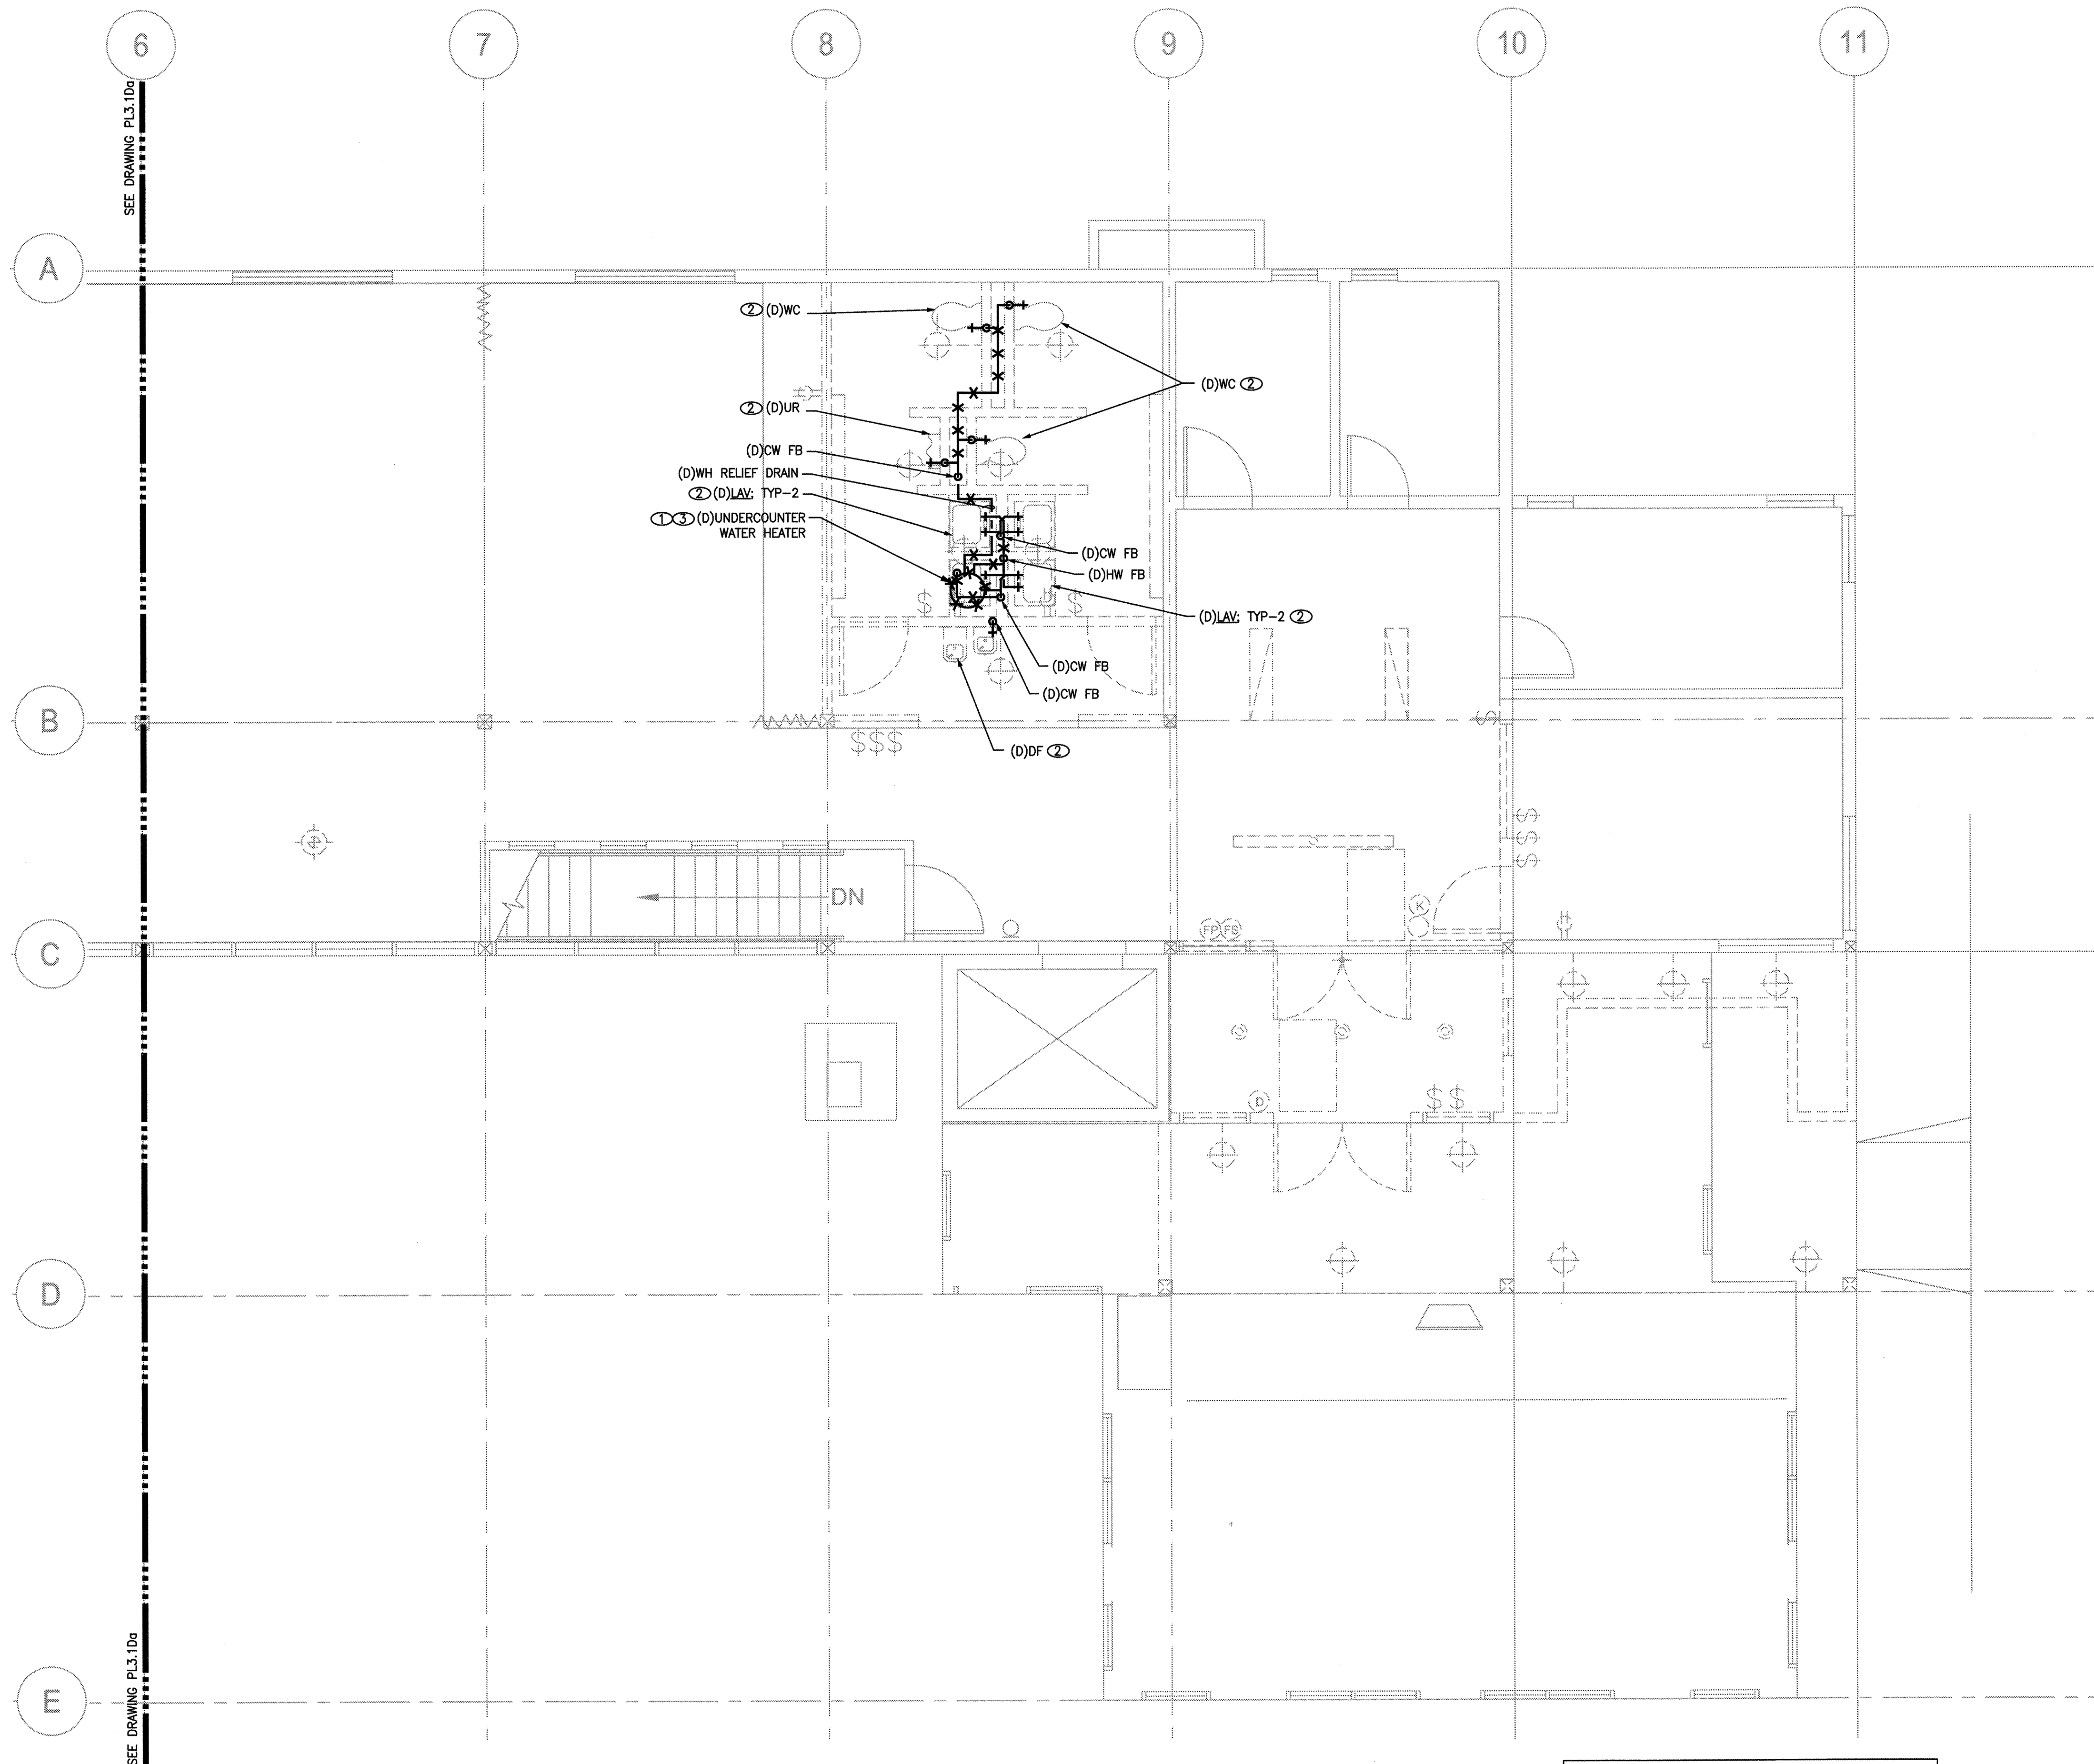 6
7
8
9
10
11
SEE DRAWING PL3.1Da
A
2 (D)WC
(D)WC 2
2 (D)UR
(D)CW FB
(D)WH RELIEF DRAIN
2 (D)LAV; TYP-2
1 3 (D)UNDERCOUNTER
WATER HEATER
(D)CW FB
(D)HW FB
$
$
(D)LAV; TYP-2 2
(D)CW FB
(D)CW FB
B
$
$$$
(D)DF 2
$
$
$
DN
K
FP
FS
C
D
$ $
D
SEE DRAWING PL3.1Da
E